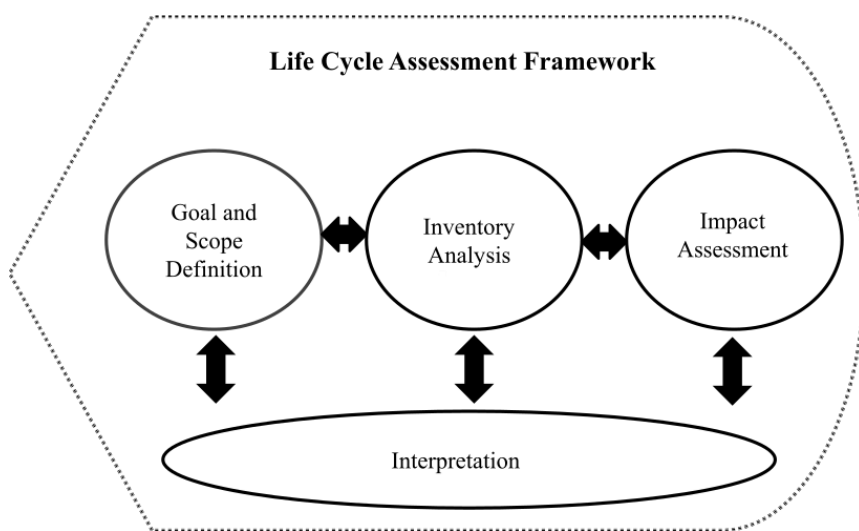 Life Cycle Assessment Framework
Goal and
Scope
Definition
Inventory
Analysis
Impact
Assessment
Interpretation